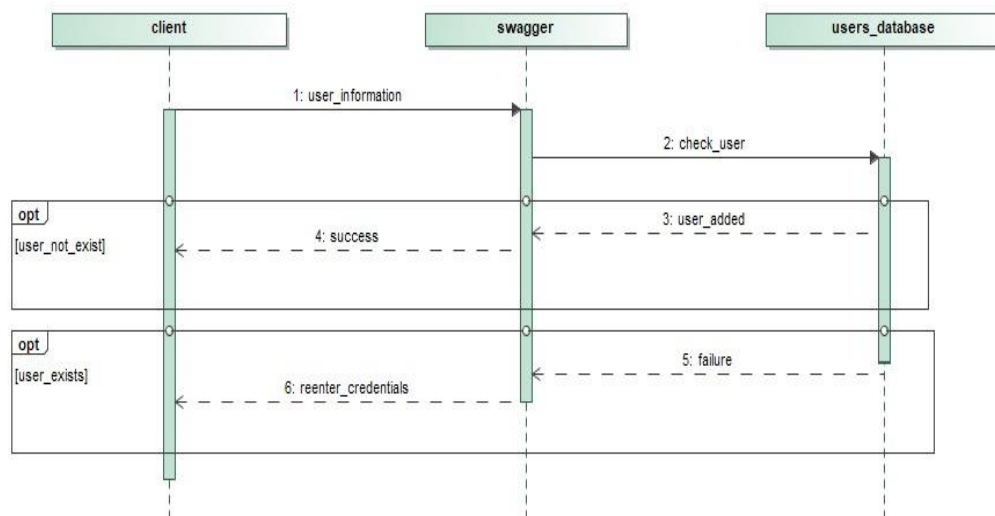 client
swagger
users_database
1: user_information
2: check_user
opt
[user_not_exist]
3: user_added
4: success
opt
[user_exists]
5: failure
6: reenter_credentials